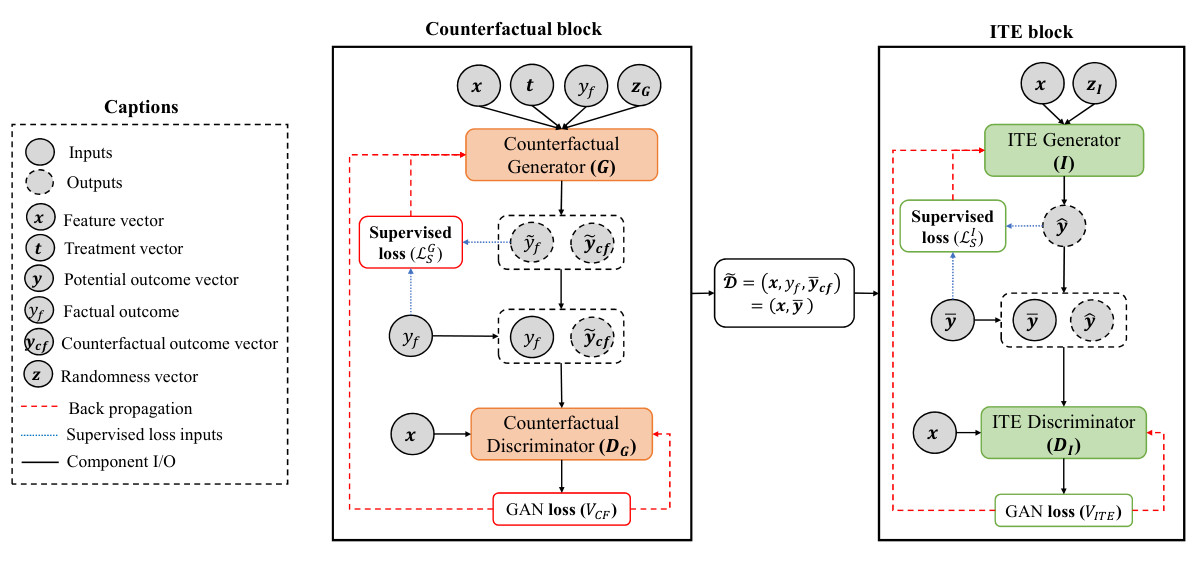 Counterfactual block
ITE block
Captions
Inputs
Outputs
x Feature vector
t Treatment vector
y Potential outcome vector
y_f Factual outcome
y_cf Counterfactual outcome vector
z Randomness vector
Back propagation
Supervised loss inputs
Component I/O
x t y_f z_G
Counterfactual
Generator (G)
Supervised
loss (ℒ_S^G)
ỹ_f ỹ_cf
y_f
y_f ỹ_cf
x
Counterfactual
Discriminator (D_G)
GAN loss (V_CF)
𝒟̃ = (x, y_f, ȳ_cf)
= (x, ȳ )
x z_I
ITE Generator
(I)
Supervised
loss (ℒ_S^I)
ŷ
ȳ
ȳ ŷ
x
ITE Discriminator
(D_I)
GAN loss (V_ITE)